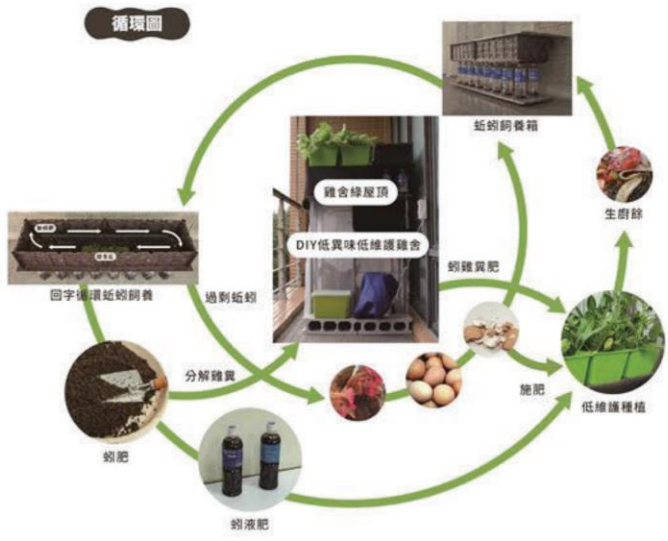 循環圖
蚯蚓飼養箱
雞舍綠屋頂
生廚餘
DIY低異味低維護雞舍
蚓雞糞肥
回字循環蚯蚓飼養
過剩蚯蚓
分解雞糞
施肥
低維護種植
蚓肥
蚓液肥